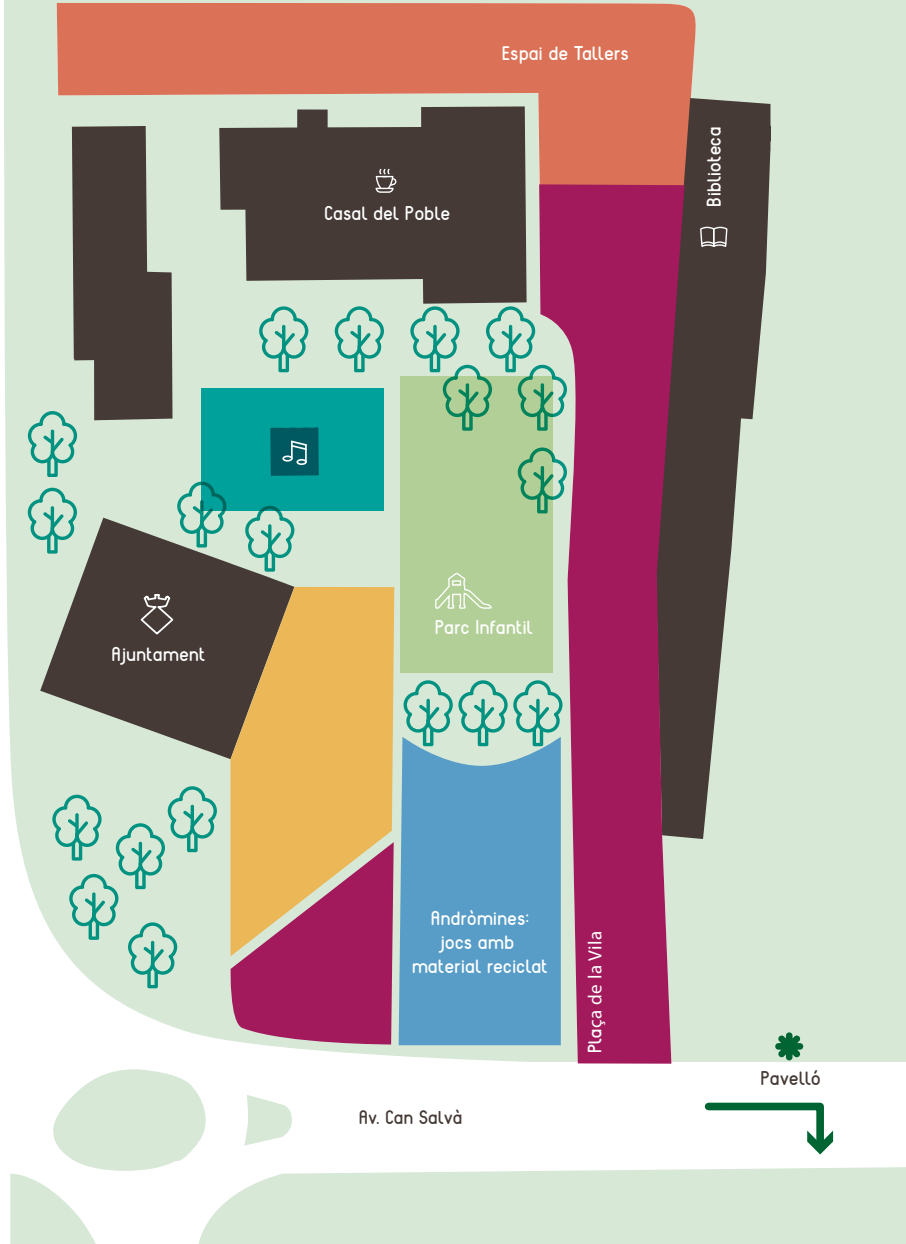 Espai de Tallers
Biblioteca
Casal del Poble
Parc Infantil
Ajuntament
Andròmines:
jocs amb
material reciclat
Plaça de la Vila
Pavelló
Av. Can Salvà